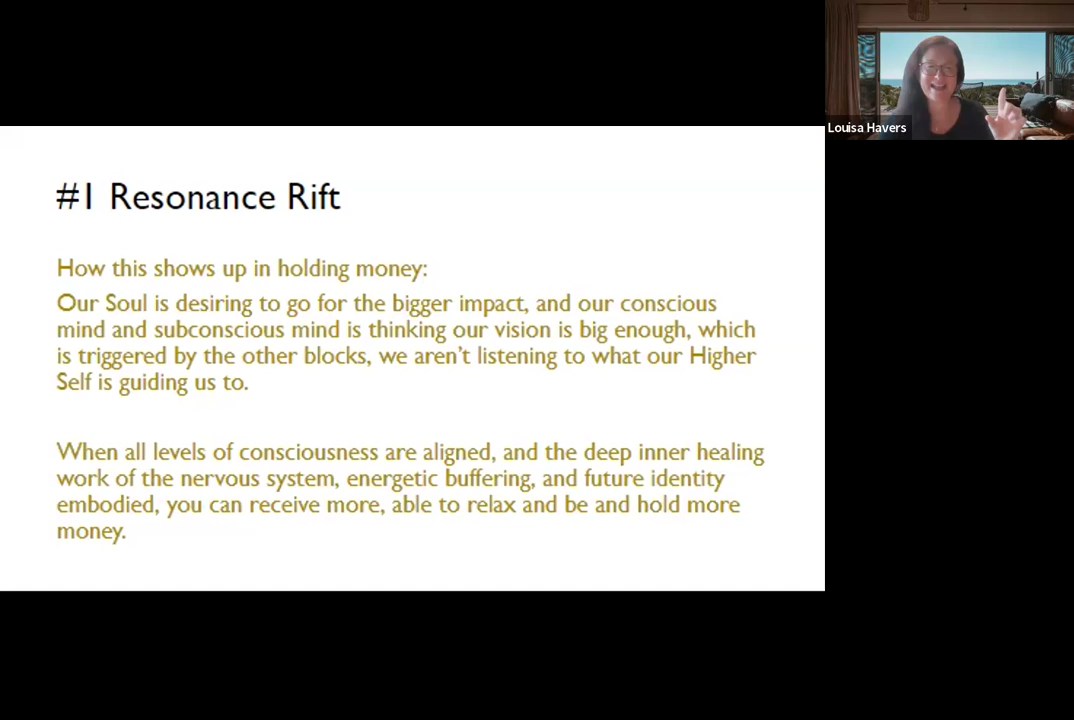 #1 Resonance Rift
How this shows up in holding money:
Our Soul is desiring to go for the bigger impact, and our conscious
mind and subconscious mind is thinking our vision is big enough, which
is triggered by the other blocks, we aren't listening to what our Higher
Self is guiding us to.
When all levels of consciousness are aligned, and the deep inner healing
work of the nervous system, energetic buffering, and future identity
embodied, you can receive more, able to relax and be and hold more
money.
Louisa Havers